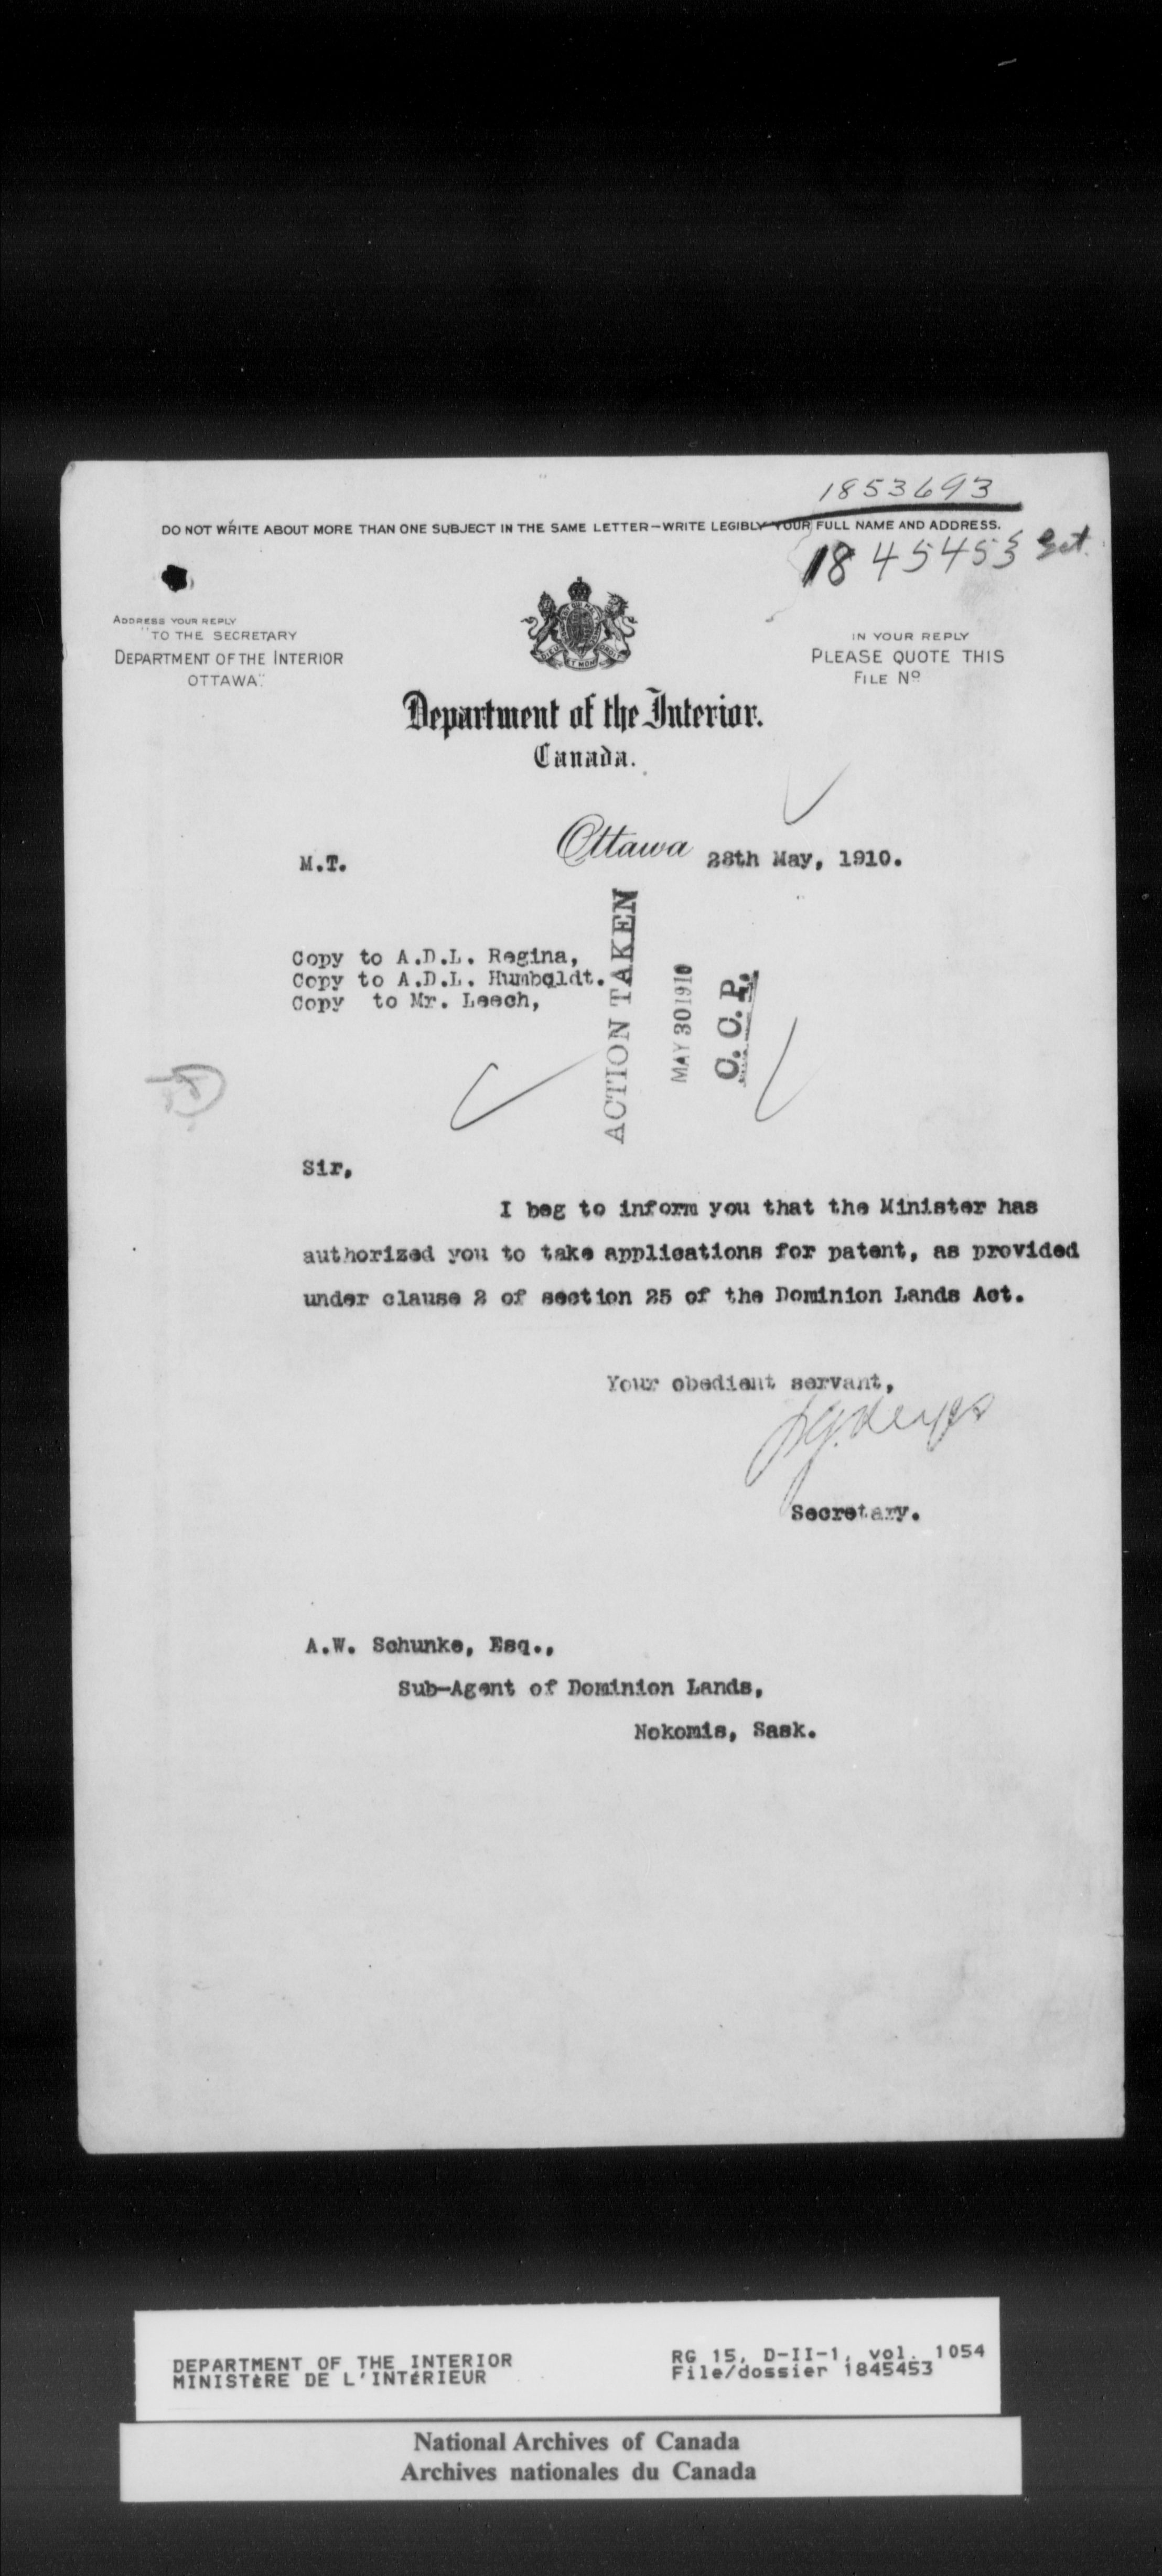 1853693
DO NOT WRITE ABOUT MORE THAN ONE SUBJECT IN THE SAME LETTER—WRITE LEGIBLY YOUR FULL NAME AND ADDRESS.
1845453
ADDRESS YOUR REPLY
"TO THE SECRETARY
DEPARTMENT OF THE INTERIOR
OTTAWA."
IN YOUR REPLY
PLEASE QUOTE THIS
FILE No
Department of the Interior.
Canada.
Ottawa 28th May, 1910.
M.T.
Copy to A.D.L. Regina,
Copy to A.D.L. Humboldt.
Copy to Mr. Leech,
ACTION TAKEN
MAY 30 1910
C. C. P.
Sir,
I beg to inform you that the Minister has
authorized you to take applications for patent, as provided
under clause 2 of section 25 of the Dominion Lands Act.
Your obedient servant,
Secretary.
A.W. Schunke, Esq.,
Sub-Agent of Dominion Lands,
Nokomis, Sask.
DEPARTMENT OF THE INTERIOR
MINISTÈRE DE L'INTÉRIEUR
RG 15, D-II-1, vol. 1054
File/dossier 1845453
National Archives of Canada
Archives nationales du Canada